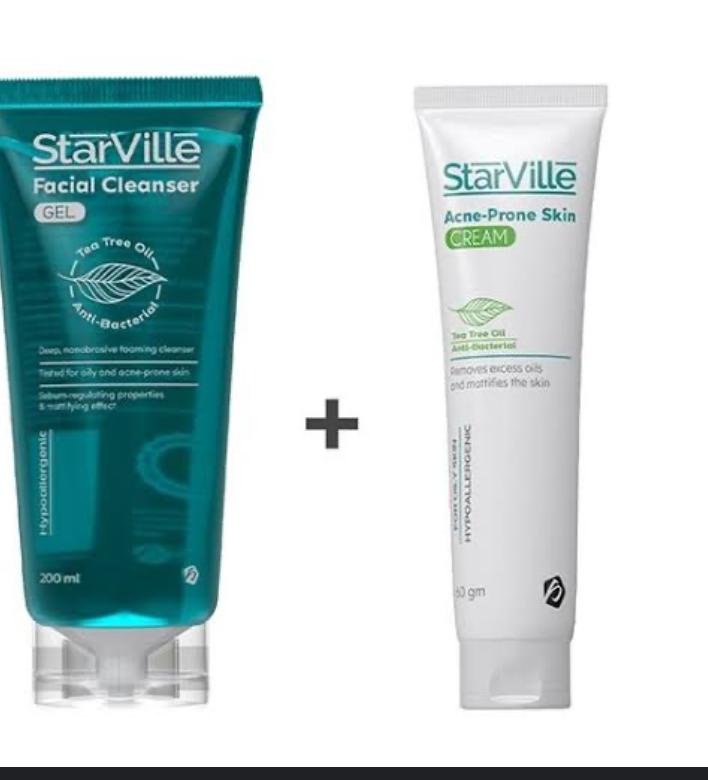 StarVille
Facial Cleanser
GEL
Tea Tree Oil
Anti-Bacterial
Deep, nonabrosive foaming cleanser
Tested for oily and acne-prone skin
Sebum-regulating properties
& mattifying effect
Hypoallergenic
200 ml
+
StarVille
Acne-Prone Skin
CREAM
Tea Tree Oil
Anti-Bacterial
Removes excess oils
and mattifies the skin
FOR OILY SKIN
HYPOALLERGENIC
60 gm